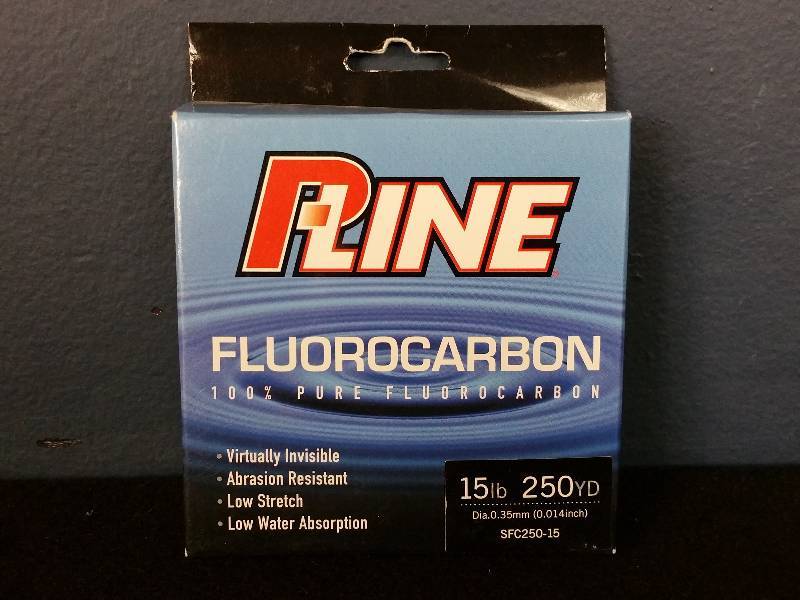 P-LINE
FLUOROCARBON
100% PURE FLUOROCARBON
• Virtually Invisible
• Abrasion Resistant
• Low Stretch
• Low Water Absorption
15lb 250YD
Dia.0.35mm (0.014inch)
SFC250-15